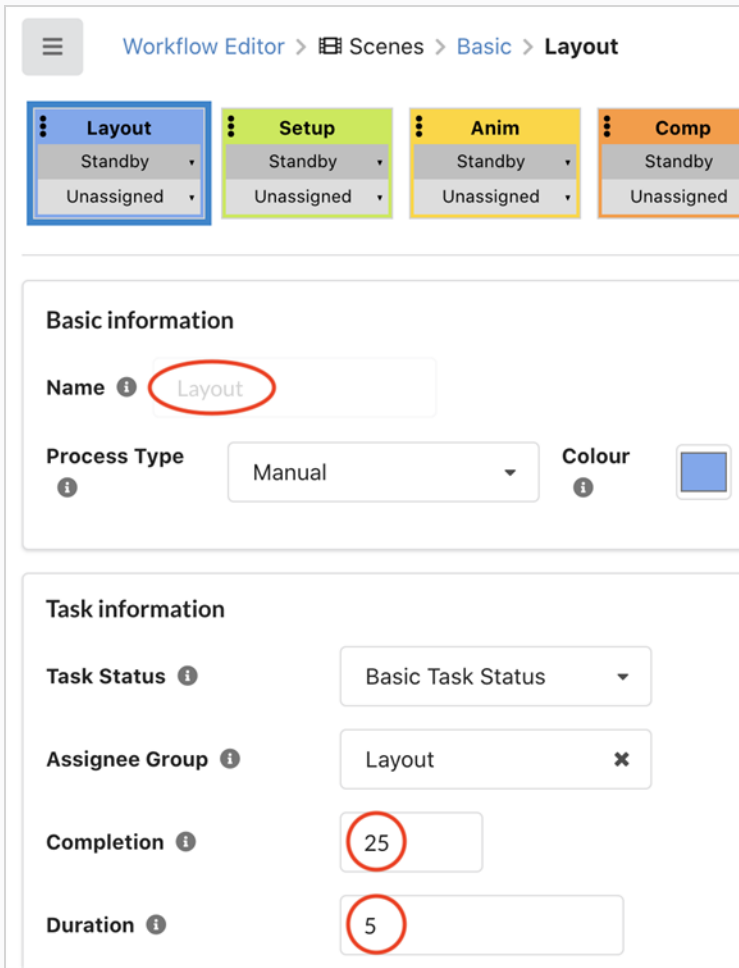 Workflow Editor > Scenes > Basic > Layout
Layout Setup Anim Comp
Standby Standby Standby Standby
Unassigned Unassigned Unassigned Unassigned
Basic information
Name Layout
Process Type Manual Colour
Task information
Task Status Basic Task Status
Assignee Group Layout
Completion 25
Duration 5